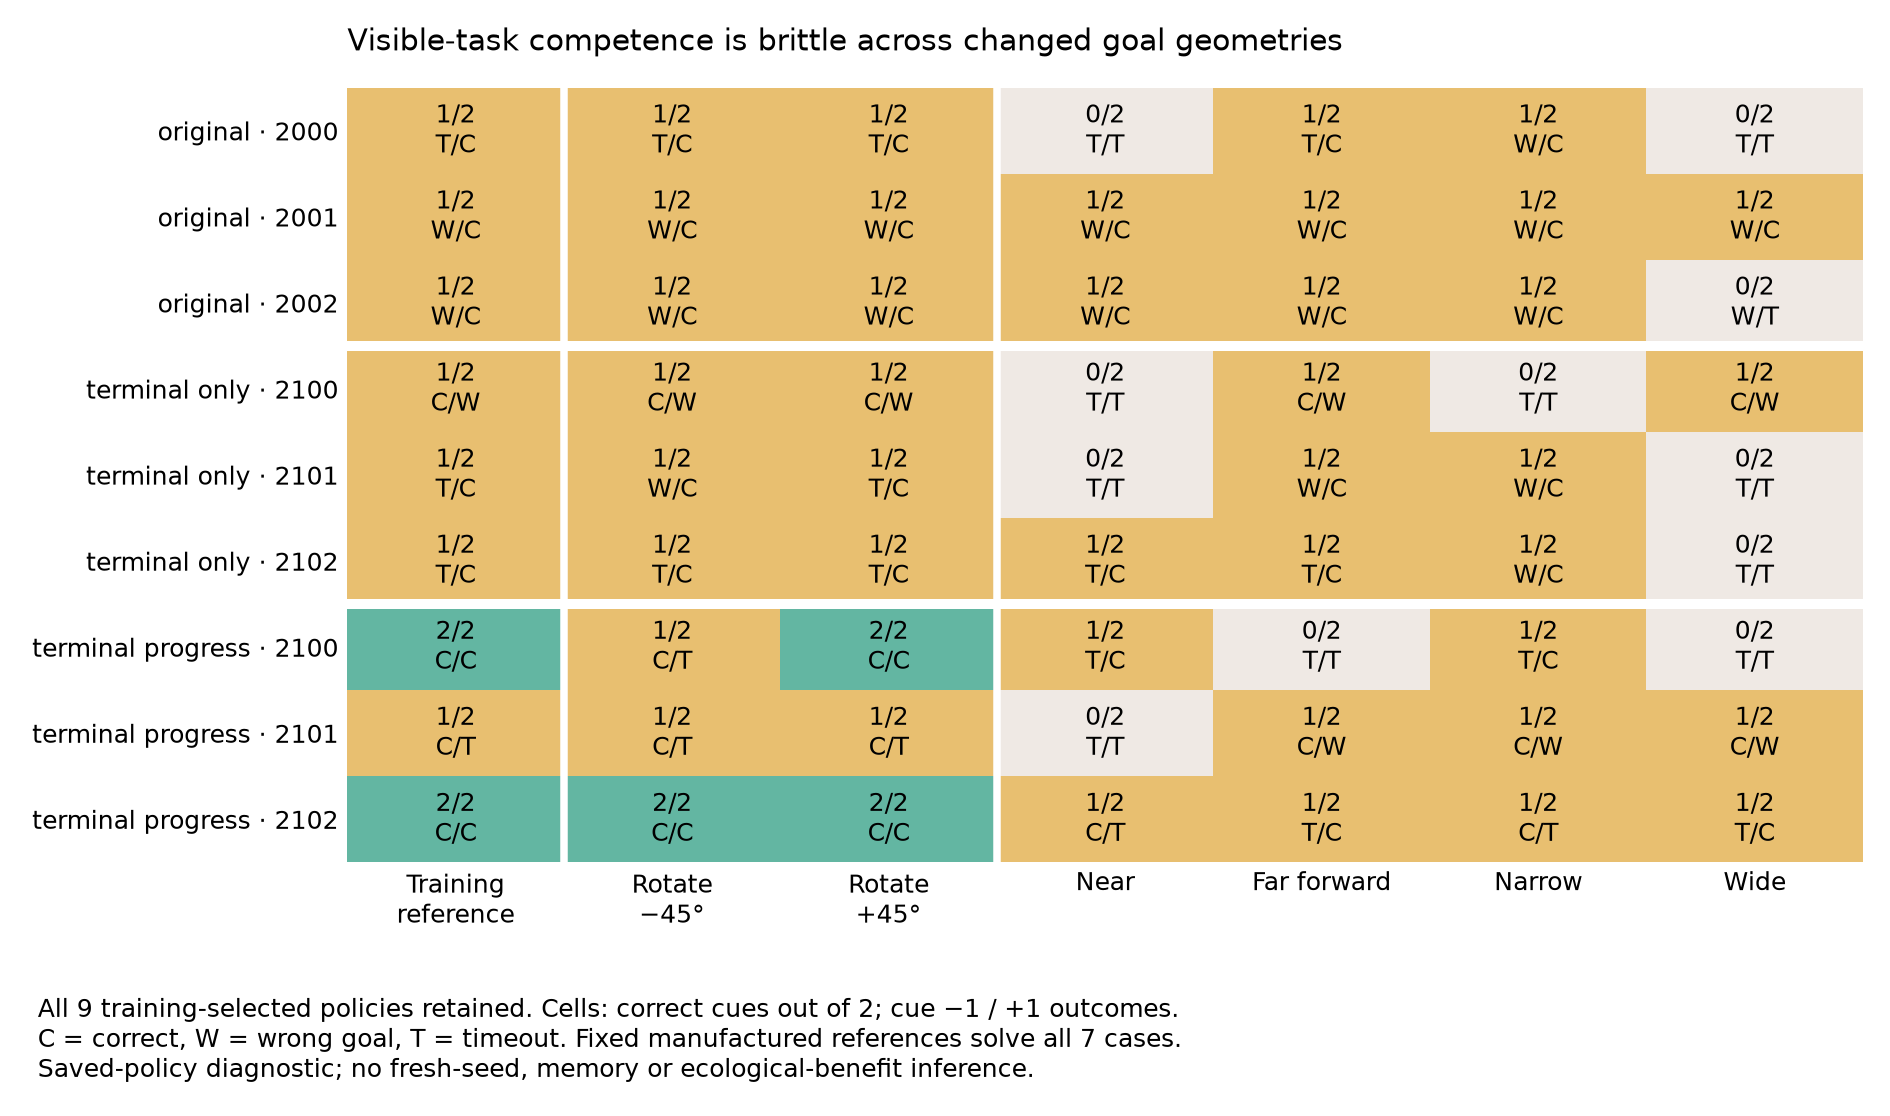 Visible-task competence is brittle across changed goal geometries
original · 2000
1/2 1/2 1/2 0/2 1/2 1/2 0/2
T/C T/C T/C T/T T/C W/C T/T
original · 2001
1/2 1/2 1/2 1/2 1/2 1/2 1/2
W/C W/C W/C W/C W/C W/C W/C
original · 2002
1/2 1/2 1/2 1/2 1/2 1/2 0/2
W/C W/C W/C W/C W/C W/C W/T
terminal only · 2100
1/2 1/2 1/2 0/2 1/2 0/2 1/2
C/W C/W C/W T/T C/W T/T C/W
terminal only · 2101
1/2 1/2 1/2 0/2 1/2 1/2 0/2
T/C W/C T/C T/T W/C W/C T/T
terminal only · 2102
1/2 1/2 1/2 1/2 1/2 1/2 0/2
T/C T/C T/C T/C T/C W/C T/T
terminal progress · 2100
2/2 1/2 2/2 1/2 0/2 1/2 0/2
C/C C/T C/C T/C T/T T/C T/T
terminal progress · 2101
1/2 1/2 1/2 0/2 1/2 1/2 1/2
C/T C/T C/T T/T C/W C/W C/W
terminal progress · 2102
2/2 2/2 2/2 1/2 1/2 1/2 1/2
C/C C/C C/C C/T T/C C/T T/C
Training Rotate Rotate Near Far forward Narrow Wide
reference −45° +45°
All 9 training-selected policies retained. Cells: correct cues out of 2; cue −1 / +1 outcomes.
C = correct, W = wrong goal, T = timeout. Fixed manufactured references solve all 7 cases.
Saved-policy diagnostic; no fresh-seed, memory or ecological-benefit inference.